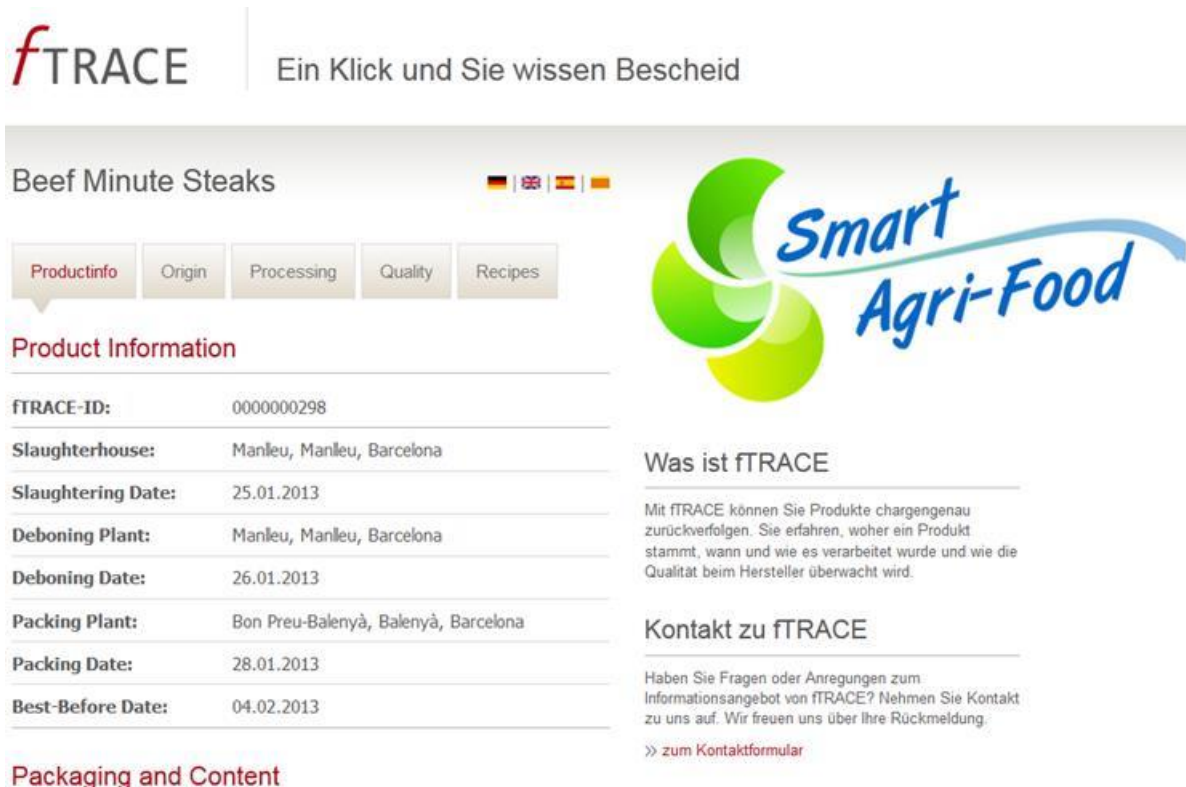 fTRACE
Ein Klick und Sie wissen Bescheid
Beef Minute Steaks
Productinfo Origin Processing Quality Recipes
Product Information
fTRACE-ID: 0000000298
Slaughterhouse: Manlleu, Manlleu, Barcelona
Slaughtering Date: 25.01.2013
Deboning Plant: Manlleu, Manlleu, Barcelona
Deboning Date: 26.01.2013
Packing Plant: Bon Preu-Balenyà, Balenyà, Barcelona
Packing Date: 28.01.2013
Best-Before Date: 04.02.2013
Packaging and Content
Smart
Agri-Food
Was ist fTRACE
Mit fTRACE können Sie Produkte chargengenau
zurückverfolgen. Sie erfahren, woher ein Produkt
stammt, wann und wie es verarbeitet wurde und wie die
Qualität beim Hersteller überwacht wird.
Kontakt zu fTRACE
Haben Sie Fragen oder Anregungen zum
Informationsangebot von fTRACE? Nehmen Sie Kontakt
zu uns auf. Wir freuen uns über Ihre Rückmeldung.
» zum Kontaktformular